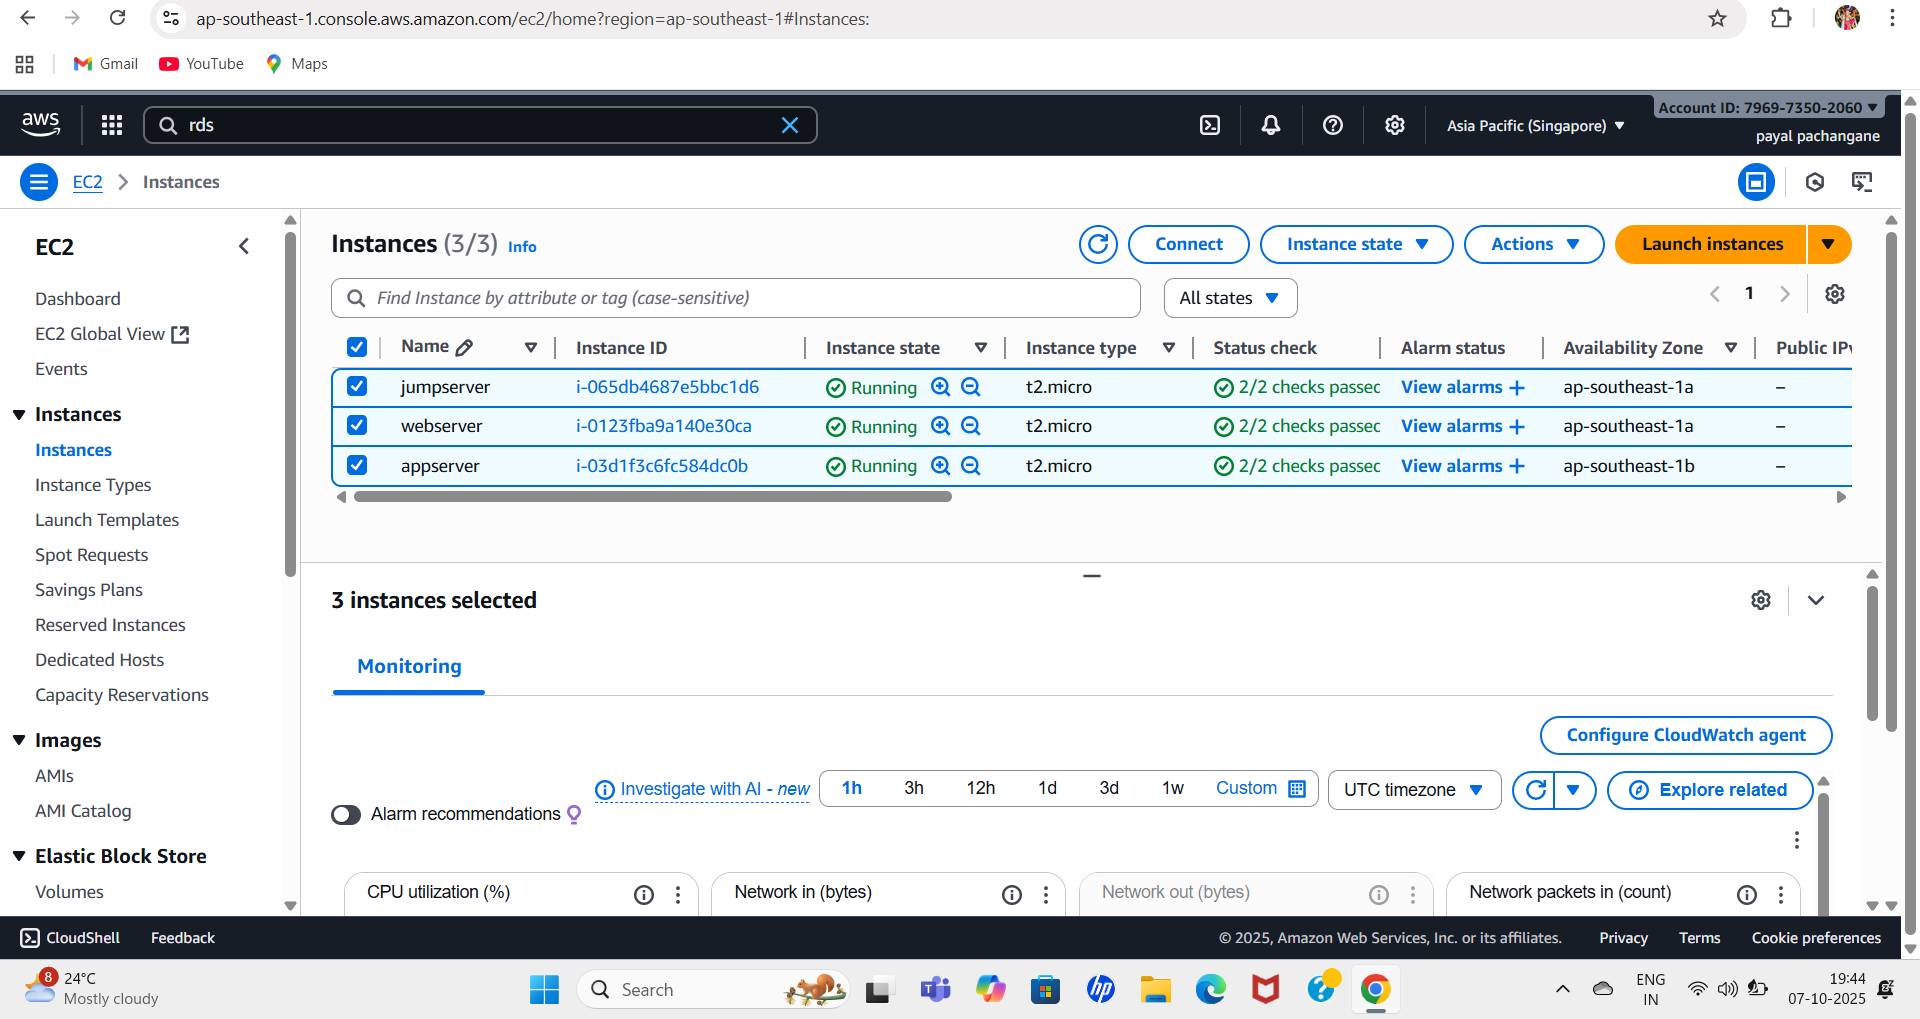 ap-southeast-1.console.aws.amazon.com/ec2/home?region=ap-southeast-1#Instances:
Gmail YouTube Maps
aws rds Asia Pacific (Singapore) Account ID: 7969-7350-2060
payal pachangane
EC2 Instances
EC2
Dashboard
EC2 Global View
Events
Instances
Instances
Instance Types
Launch Templates
Spot Requests
Savings Plans
Reserved Instances
Dedicated Hosts
Capacity Reservations
Images
AMIs
AMI Catalog
Elastic Block Store
Volumes
Instances (3/3) Info Connect Instance state Actions Launch instances
Find Instance by attribute or tag (case-sensitive) All states 1
Name Instance ID Instance state Instance type Status check Alarm status Availability Zone Public IPv
jumpserver i-065db4687e5bbc1d6 Running t2.micro 2/2 checks passec View alarms + ap-southeast-1a –
webserver i-0123fba9a140e30ca Running t2.micro 2/2 checks passec View alarms + ap-southeast-1a –
appserver i-03d1f3c6fc584dc0b Running t2.micro 2/2 checks passec View alarms + ap-southeast-1b –
3 instances selected
Monitoring
Configure CloudWatch agent
Alarm recommendations Investigate with AI - new 1h 3h 12h 1d 3d 1w Custom UTC timezone Explore related
CPU utilization (%) Network in (bytes) Network out (bytes) Network packets in (count)
CloudShell Feedback © 2025, Amazon Web Services, Inc. or its affiliates. Privacy Terms Cookie preferences
8 24°C
Mostly cloudy
Search
ENG
IN
19:44
07-10-2025